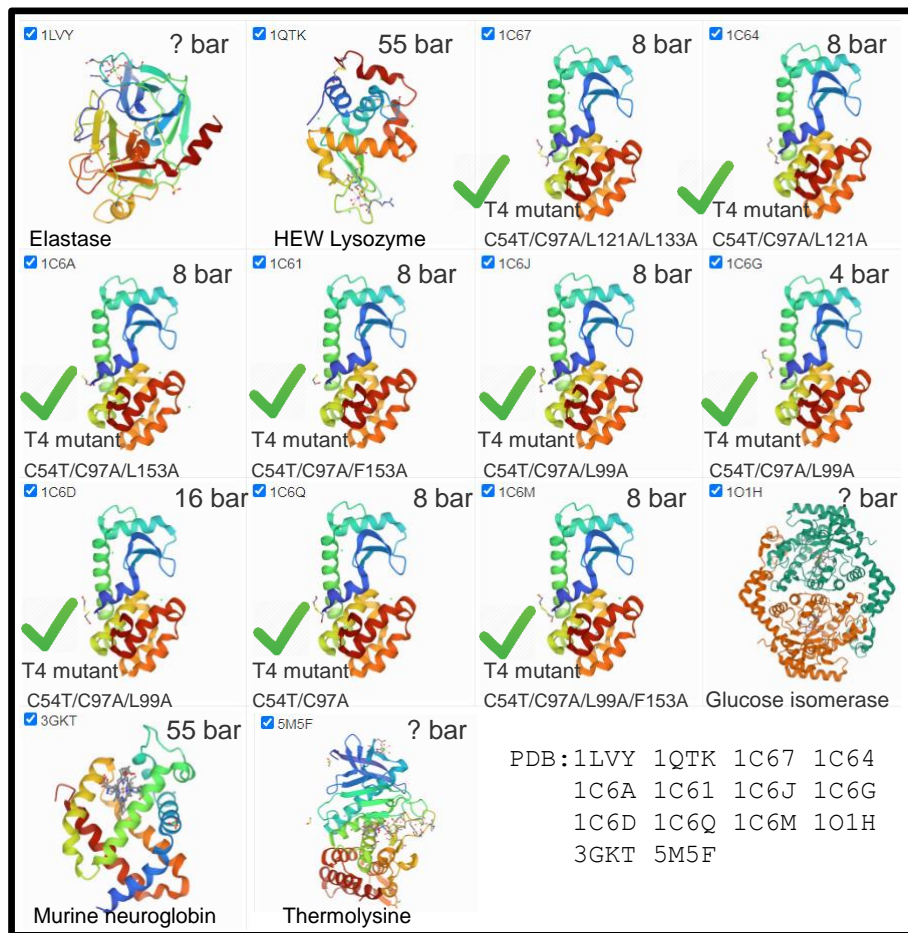 1LVY ? bar
Elastase
1QTK 55 bar
HEW Lysozyme
1C67 8 bar
T4 mutant
C54T/C97A/L121A/L133A
1C64 8 bar
T4 mutant
C54T/C97A/L121A
1C6A 8 bar
T4 mutant
C54T/C97A/L153A
1C61 8 bar
T4 mutant
C54T/C97A/F153A
1C6J 8 bar
T4 mutant
C54T/C97A/L99A
1C6G 4 bar
T4 mutant
C54T/C97A/L99A
1C6D 16 bar
T4 mutant
C54T/C97A/L99A
1C6Q 8 bar
T4 mutant
C54T/C97A
1C6M 8 bar
T4 mutant
C54T/C97A/L99A/F153A
1O1H ? bar
Glucose isomerase
3GKT 55 bar
Murine neuroglobin
5M5F ? bar
Thermolysine
PDB:1LVY 1QTK 1C67 1C64
1C6A 1C61 1C6J 1C6G
1C6D 1C6Q 1C6M 1O1H
3GKT 5M5F